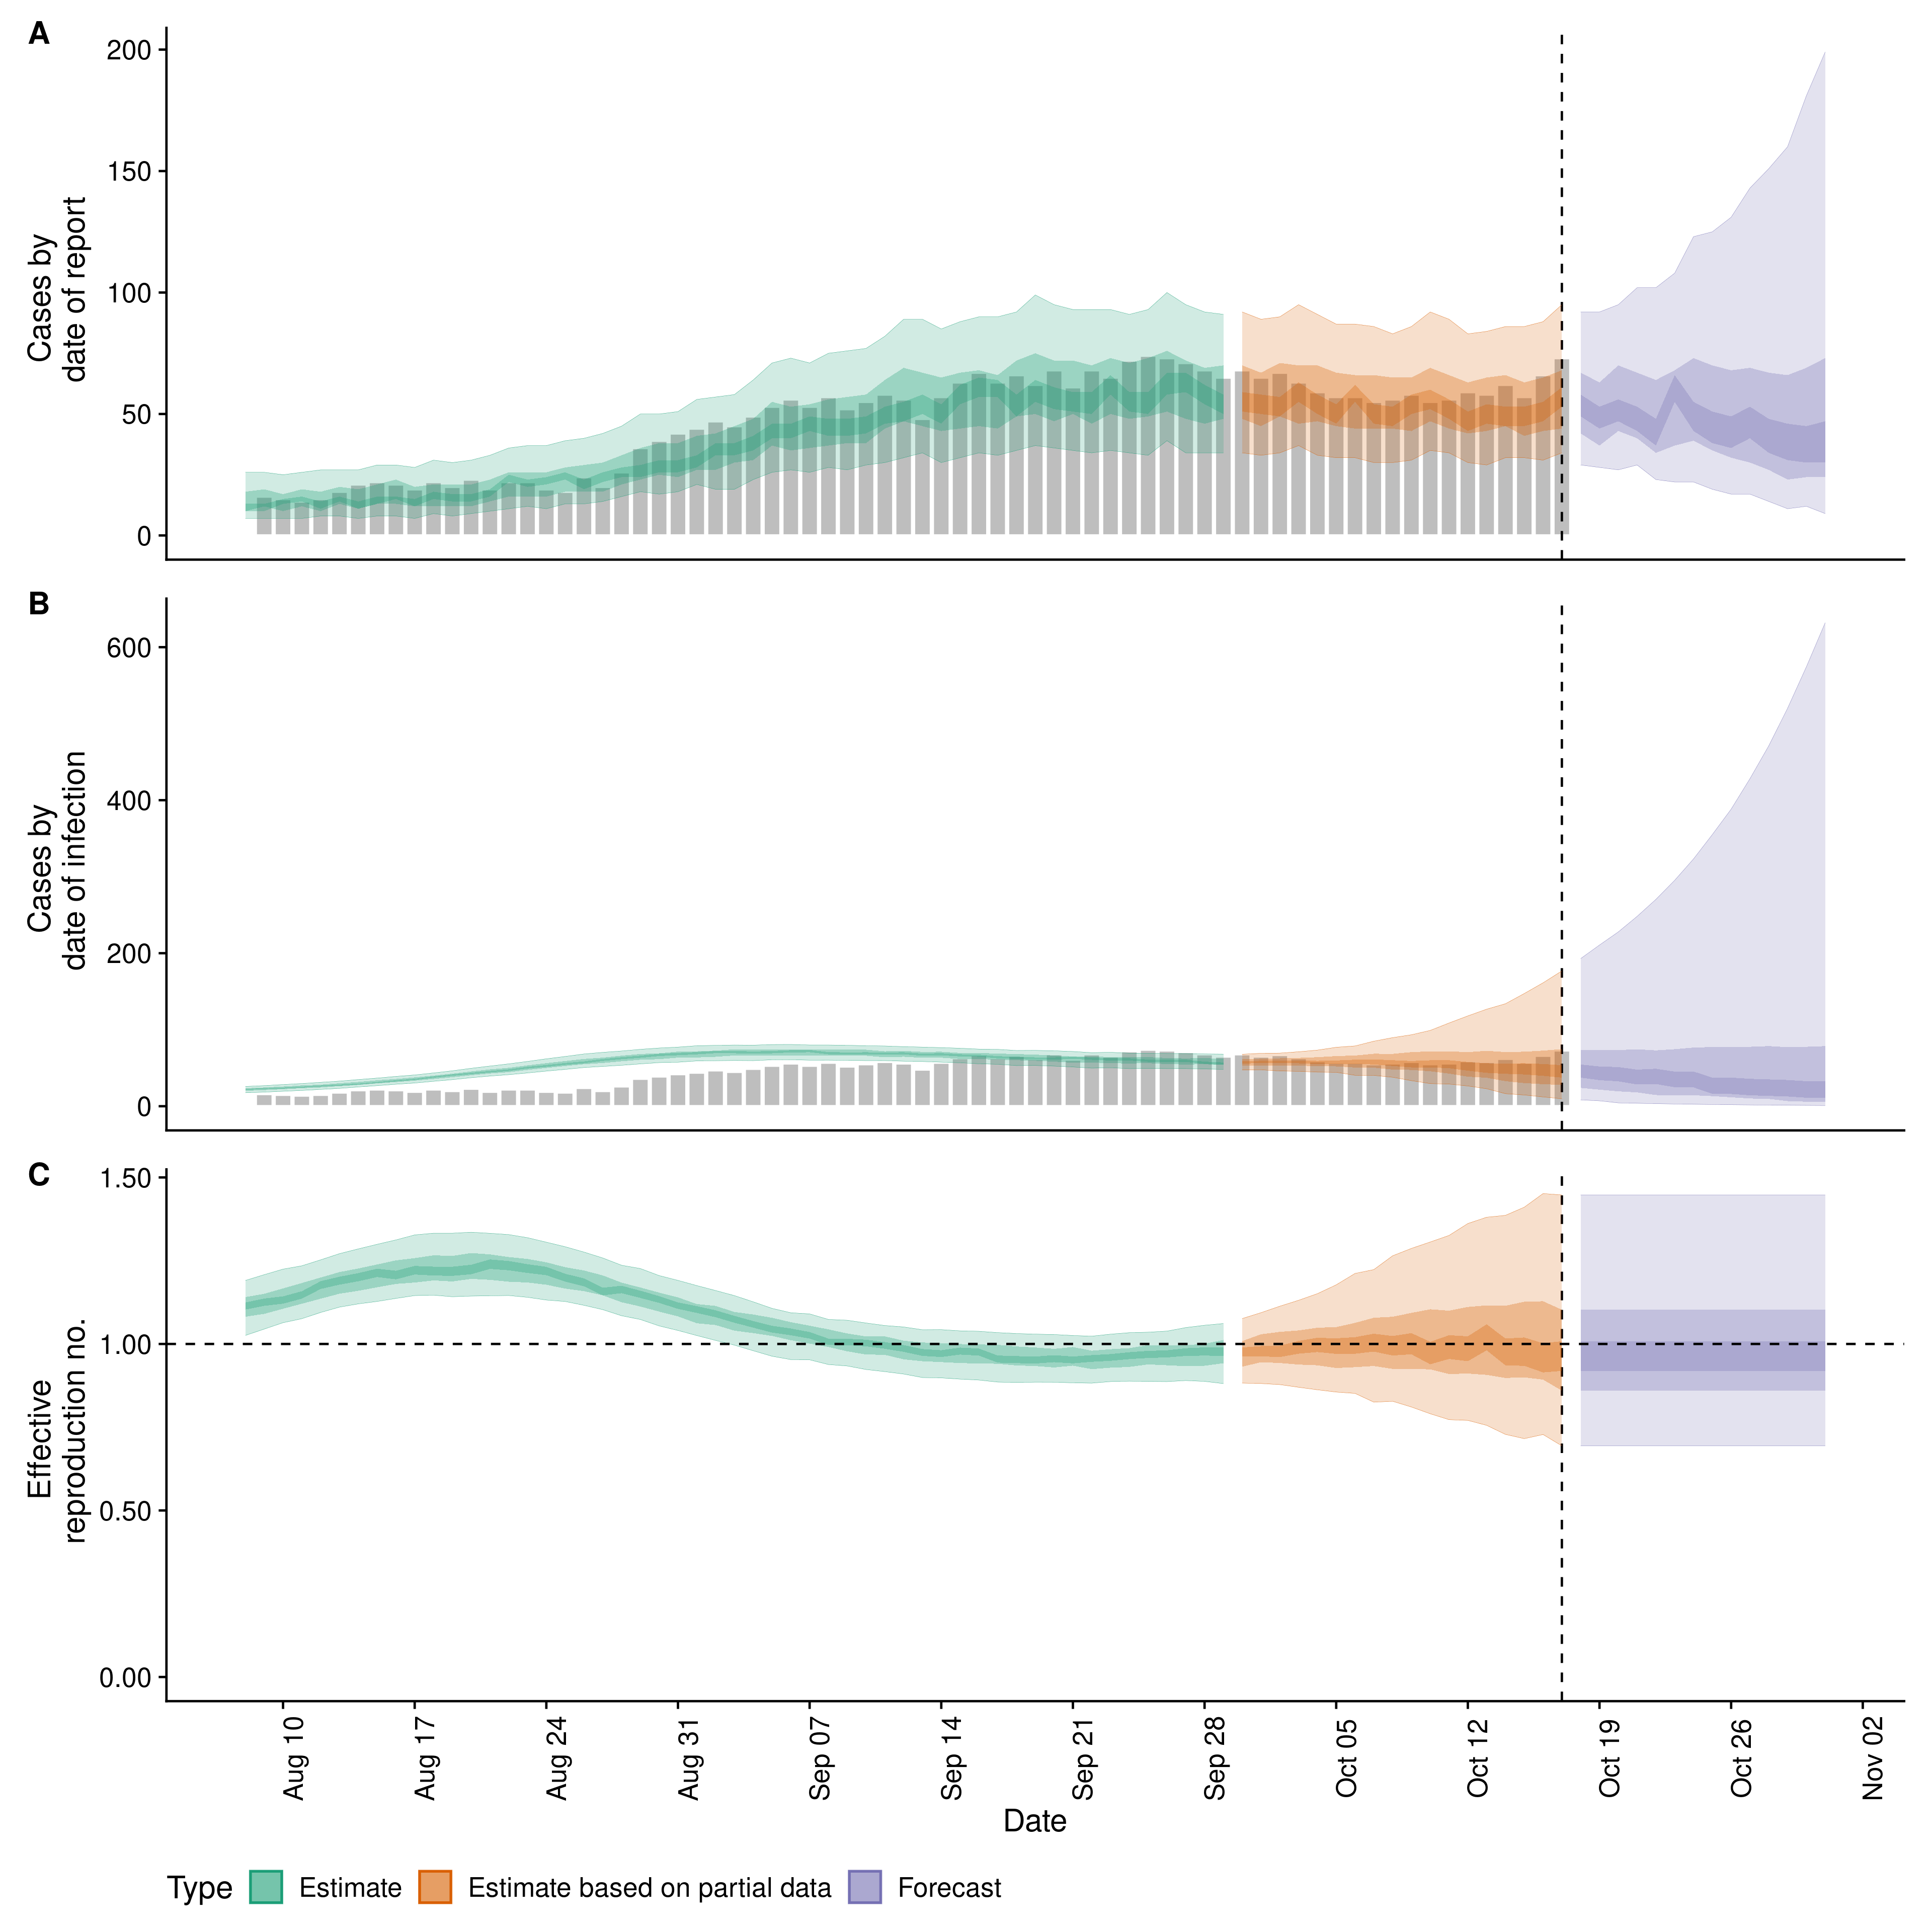 A
200
150
100
50
0
Cases by
date of report
B
600
400
200
0
Cases by
date of infection
C
1.50
1.00
0.50
0.00
Effective
reproduction no.
Aug 10
Aug 17
Aug 24
Aug 31
Sep 07
Sep 14
Sep 21
Sep 28
Oct 05
Oct 12
Oct 19
Oct 26
Nov 02
Date
Type Estimate Estimate based on partial data Forecast